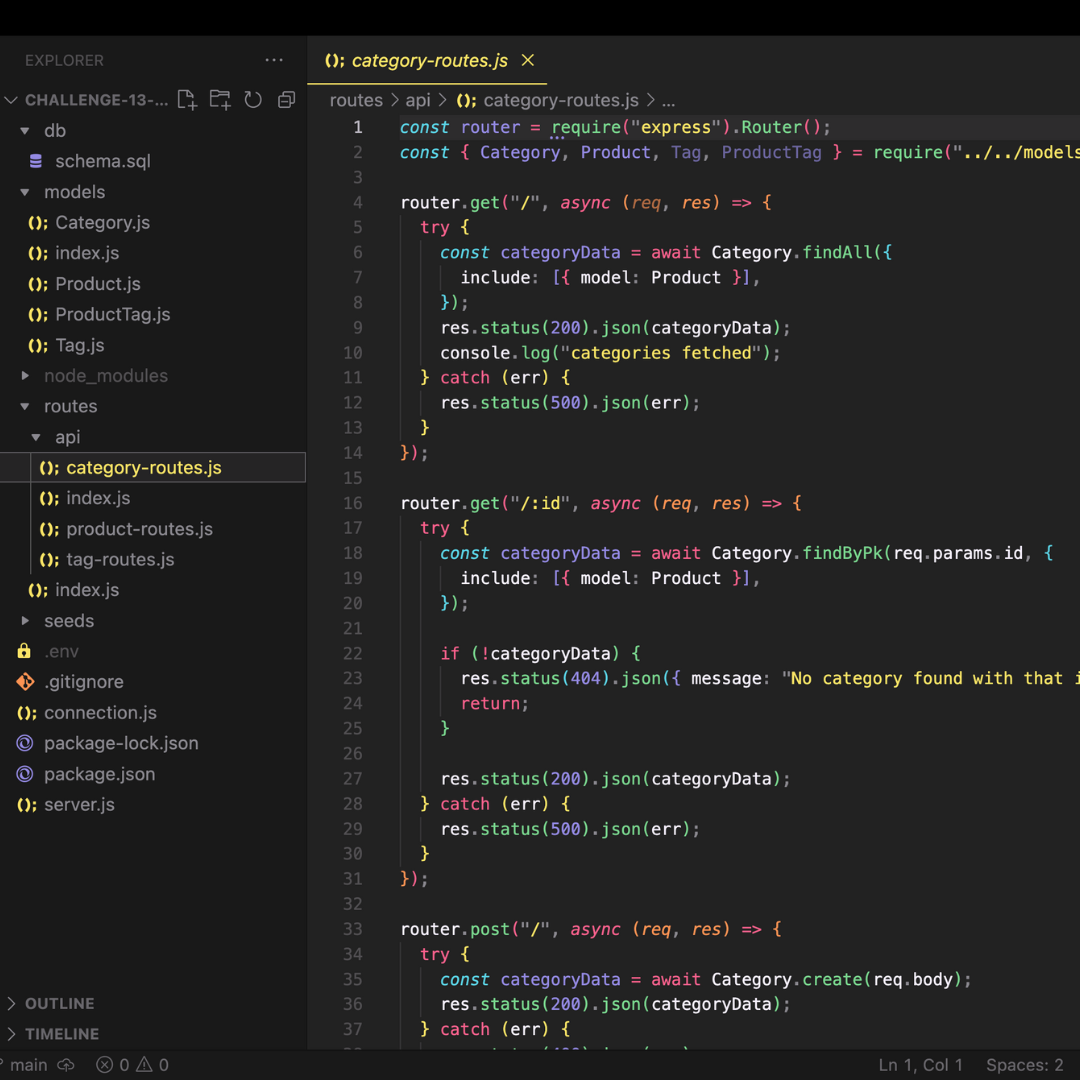 EXPLORER ...
CHALLENGE-13-...
db
schema.sql
models
Category.js
index.js
Product.js
ProductTag.js
Tag.js
node_modules
routes
api
category-routes.js
index.js
product-routes.js
tag-routes.js
index.js
seeds
.env
.gitignore
connection.js
package-lock.json
package.json
server.js
OUTLINE
TIMELINE
(); category-routes.js ×
routes > api > (); category-routes.js > ...
1 const router = require("express").Router();
2 const { Category, Product, Tag, ProductTag } = require("../../models
3
4 router.get("/", async (req, res) => {
5 try {
6 const categoryData = await Category.findAll({
7 include: [{ model: Product }],
8 });
9 res.status(200).json(categoryData);
10 console.log("categories fetched");
11 } catch (err) {
12 res.status(500).json(err);
13 }
14 });
15
16 router.get("/:id", async (req, res) => {
17 try {
18 const categoryData = await Category.findByPk(req.params.id, {
19 include: [{ model: Product }],
20 });
21
22 if (!categoryData) {
23 res.status(404).json({ message: "No category found with that i
24 return;
25 }
26
27 res.status(200).json(categoryData);
28 } catch (err) {
29 res.status(500).json(err);
30 }
31 });
32
33 router.post("/", async (req, res) => {
34 try {
35 const categoryData = await Category.create(req.body);
36 res.status(200).json(categoryData);
37 } catch (err) {
main 0 0 Ln 1, Col 1 Spaces: 2